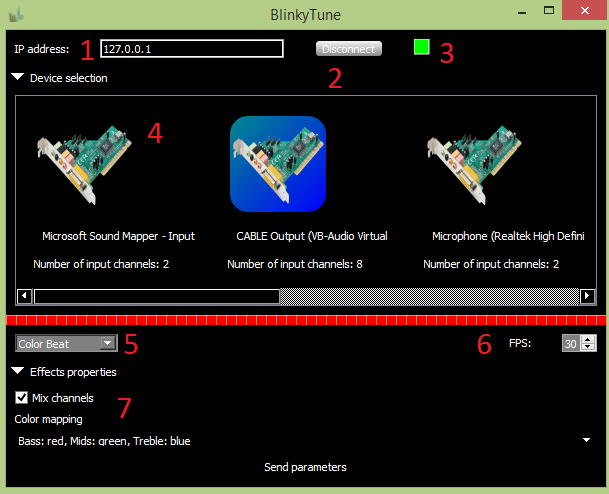 BlinkyTune
IP address: 1 127.0.0.1 Disconnect 3
2
Device selection
4
Microsoft Sound Mapper - Input CABLE Output (VB-Audio Virtual Microphone (Realtek High Defini
Number of input channels: 2 Number of input channels: 8 Number of input channels: 2
Color Beat 5 6 FPS: 30
Effects properties
Mix channels 7
Color mapping
Bass: red, Mids: green, Treble: blue
Send parameters